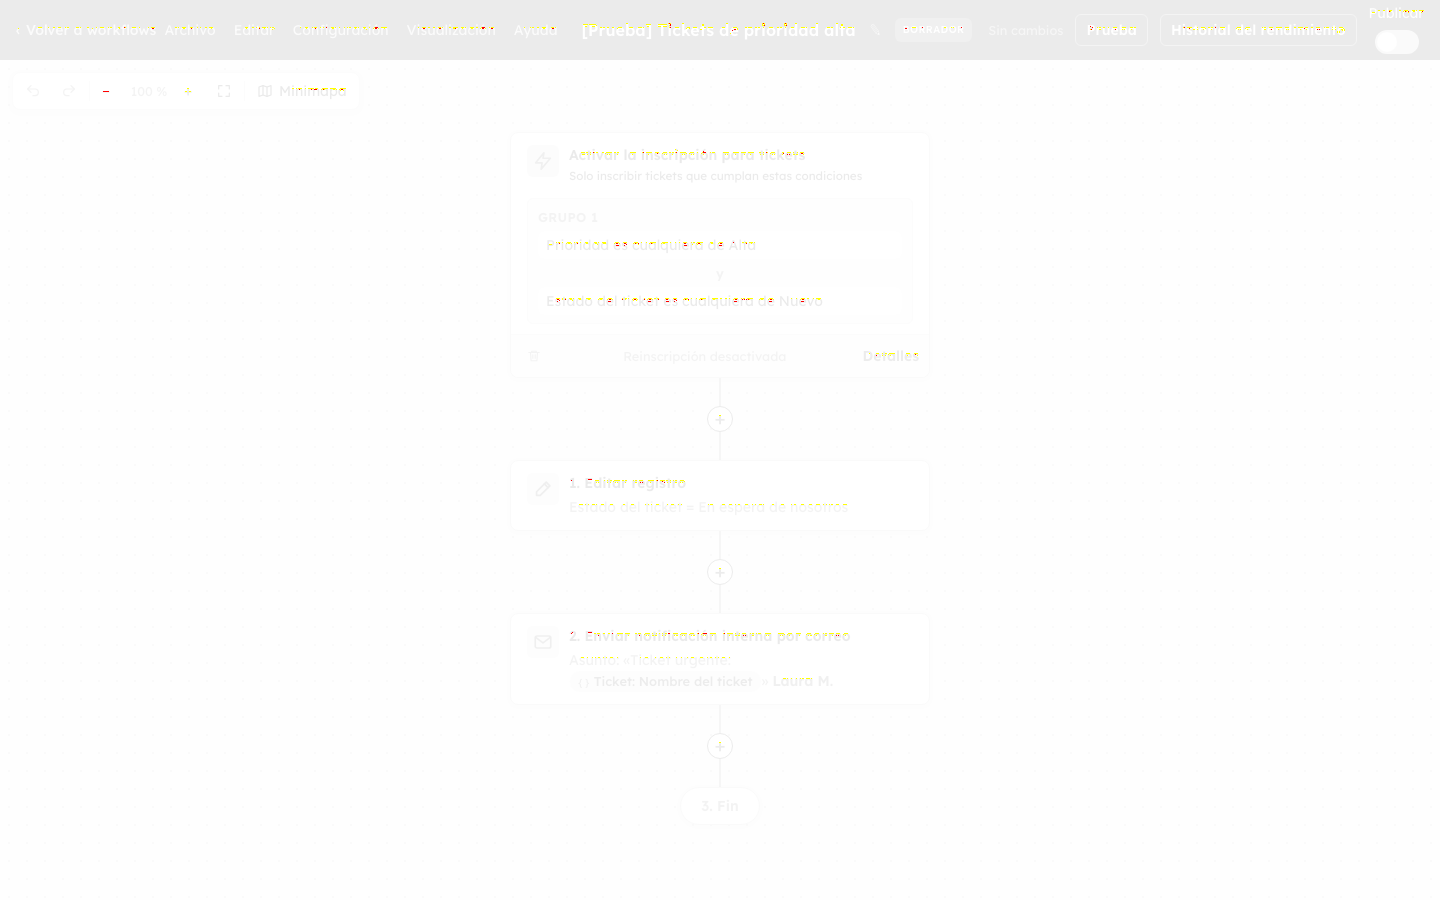 Publicar
‹ Volver a workflows Archivo Editar Configuración Visualización Ayuda [Prueba] Tickets de prioridad alta BORRADOR Sin cambios Prueba Historial del rendimiento
100 % Minimapa
Activar la inscripción para tickets
Solo inscribir tickets que cumplan estas condiciones
GRUPO 1
Prioridad es cualquiera de Alta
y
Estado del ticket es cualquiera de Nuevo
Reinscripción desactivada Detalles
1. Editar registro
Estado del ticket = En espera de nosotros
2. Enviar notificación interna por correo
Asunto: «Ticket urgente:
Ticket: Nombre del ticket » Laura M.
3. Fin